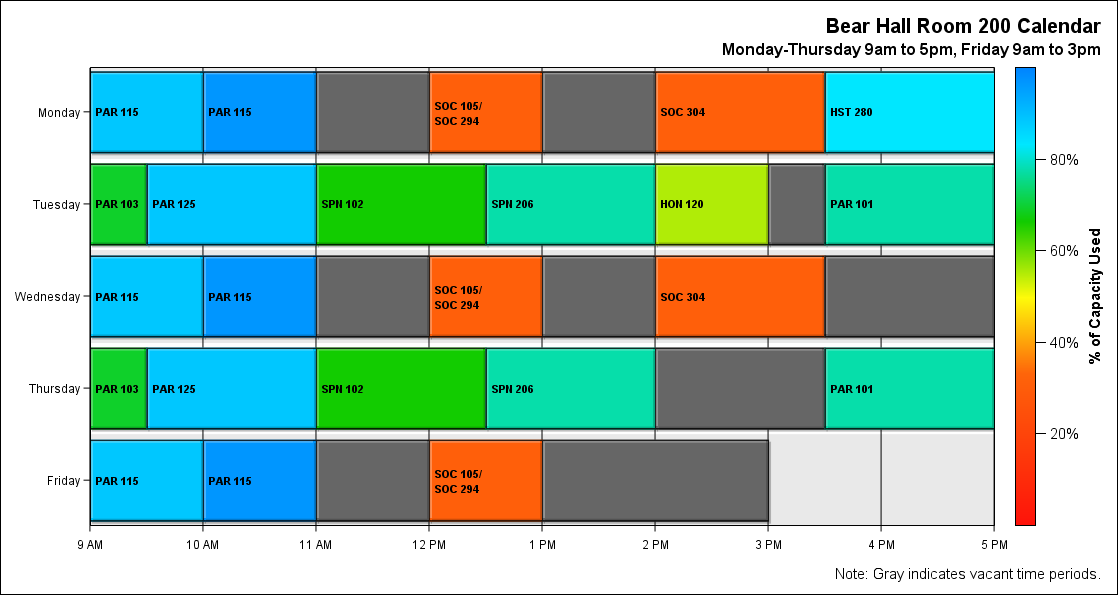 Bear Hall Room 200 Calendar
Monday-Thursday 9am to 5pm, Friday 9am to 3pm
Monday
PAR 115
PAR 115
SOC 105/
SOC 294
SOC 304
HST 280
Tuesday
PAR 103
PAR 125
SPN 102
SPN 206
HON 120
PAR 101
Wednesday
PAR 115
PAR 115
SOC 105/
SOC 294
SOC 304
Thursday
PAR 103
PAR 125
SPN 102
SPN 206
PAR 101
Friday
PAR 115
PAR 115
SOC 105/
SOC 294
9 AM
10 AM
11 AM
12 PM
1 PM
2 PM
3 PM
4 PM
5 PM
80%
60%
40%
20%
% of Capacity Used
Note: Gray indicates vacant time periods.